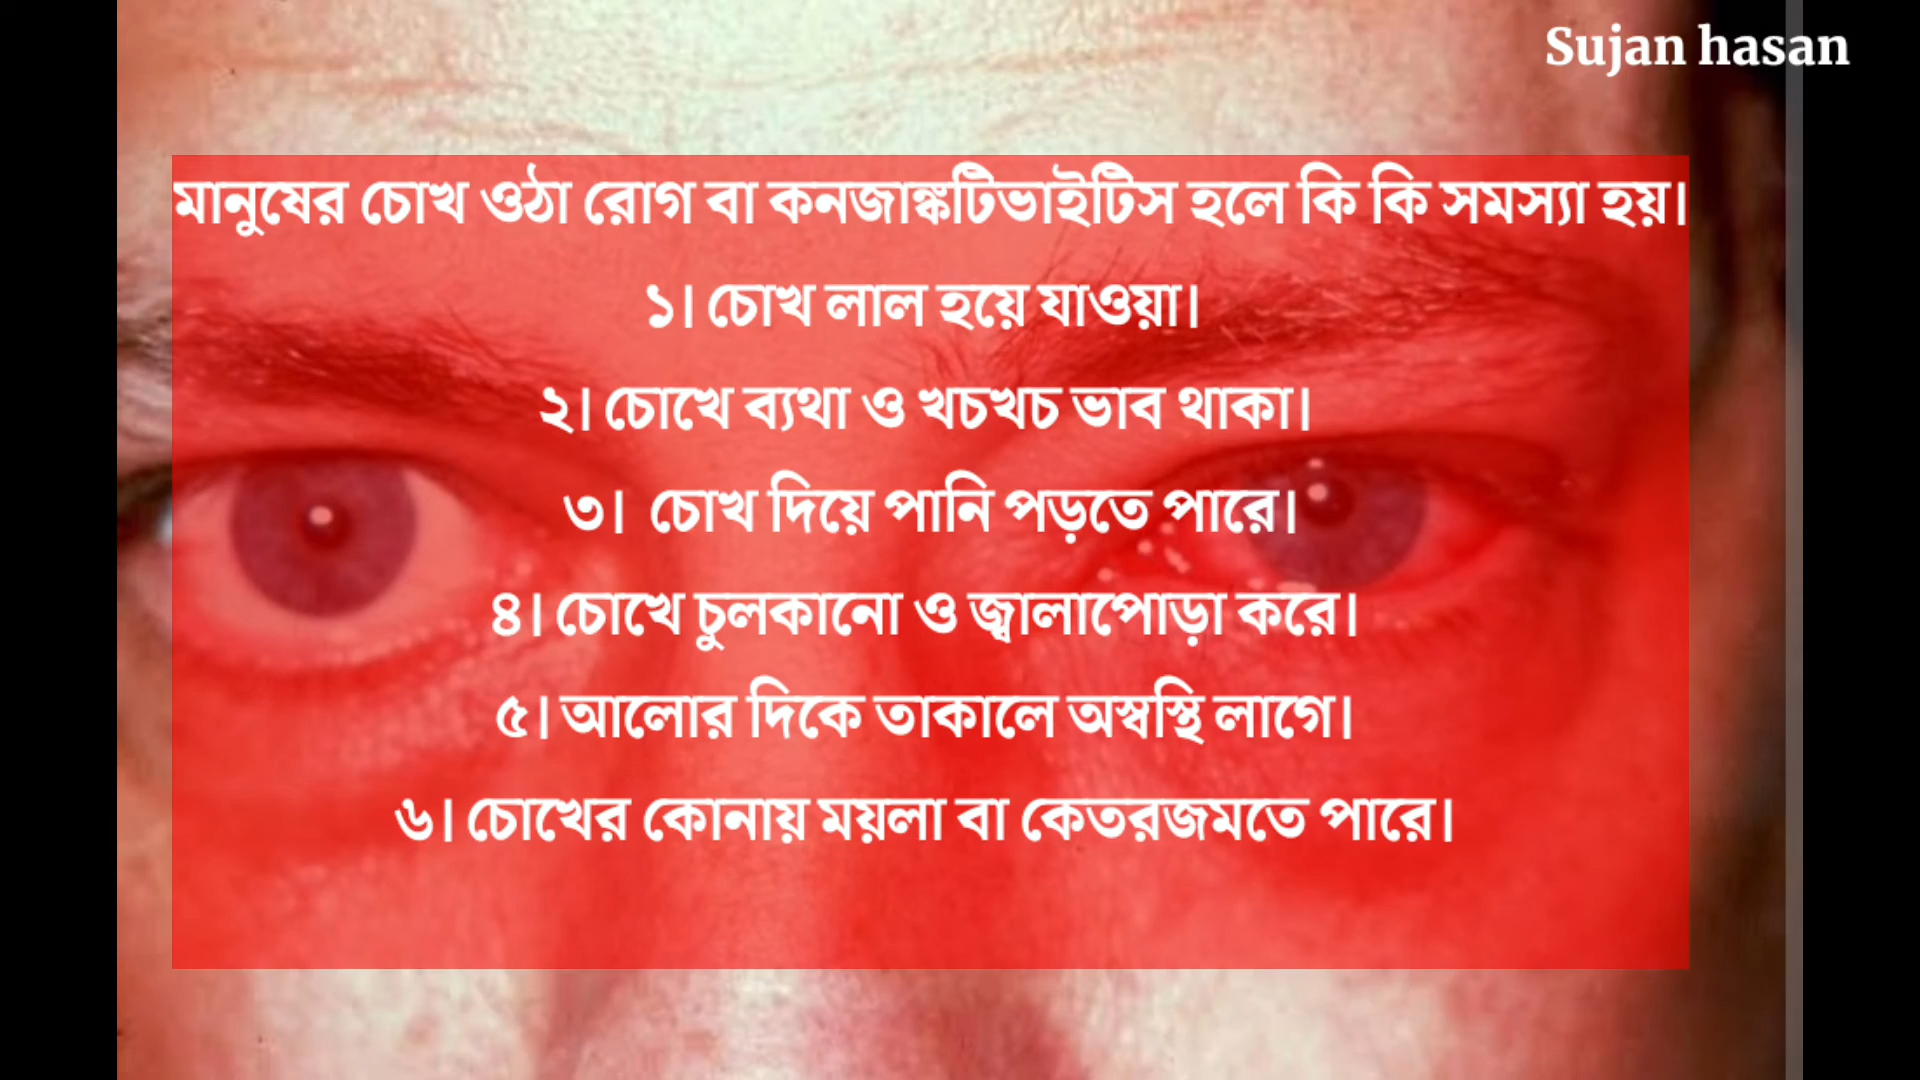 Sujan hasan
মানুষের চোখ ওঠা রোগ বা কনজাঙ্কটিভাইটিস হলে কি কি সমস্যা হয়।
১। চোখ লাল হয়ে যাওয়া।
২। চোখে ব্যথা ও খচখচ ভাব থাকা।
৩। চোখ দিয়ে পানি পড়তে পারে।
৪। চোখে চুলকানো ও জ্বালাপোড়া করে।
৫। আলোর দিকে তাকালে অস্বস্থি লাগে।
৬। চোখের কোনায় ময়লা বা কেতরজমতে পারে।